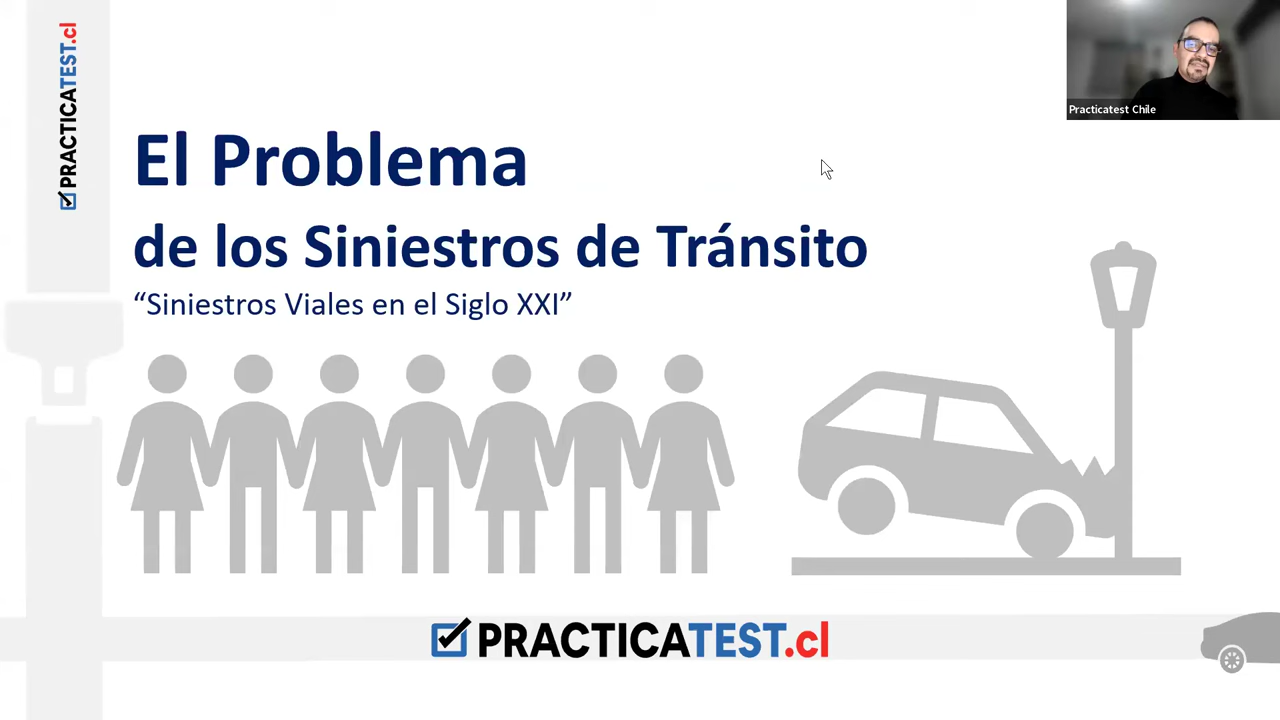 PRACTICATEST.cl
Practicatest Chile
El Problema
de los Siniestros de Tránsito
“Siniestros Viales en el Siglo XXI”
PRACTICATEST.cl